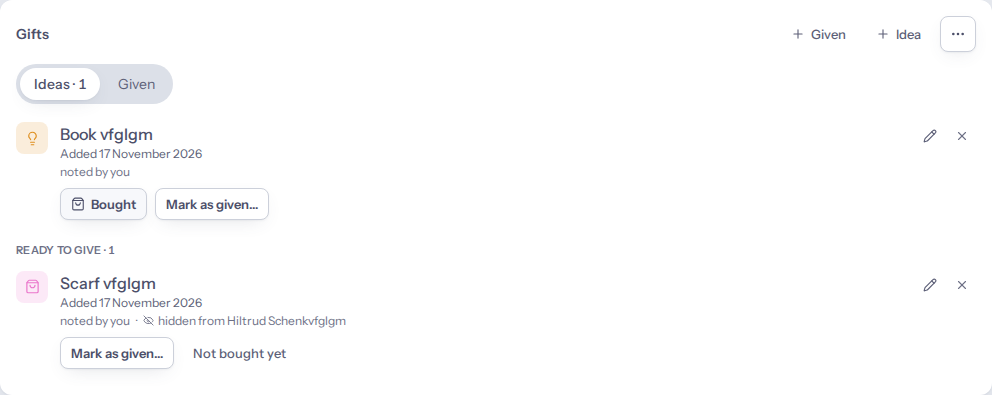 Gifts
+ Given
+ Idea
Ideas · 1
Given
Book vfglgm
Added 17 November 2026
noted by you
Bought
Mark as given...
READY TO GIVE · 1
Scarf vfglgm
Added 17 November 2026
noted by you · hidden from Hiltrud Schenkvfglgm
Mark as given...
Not bought yet